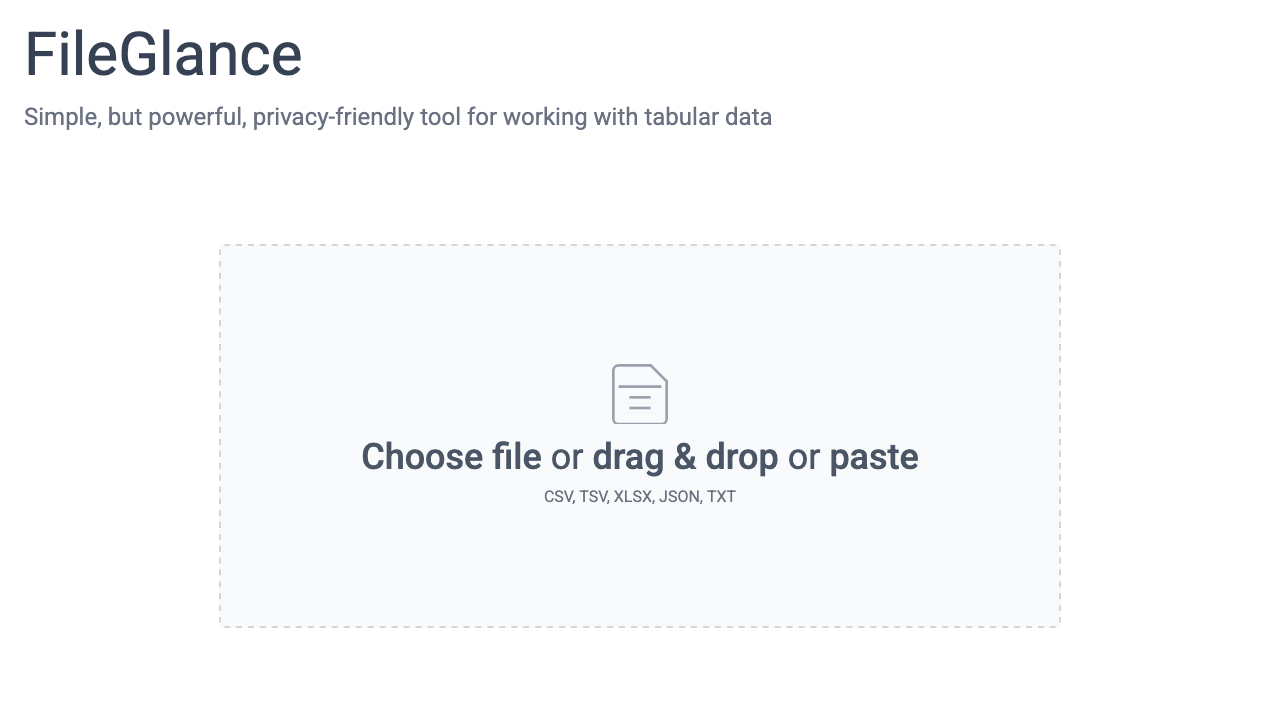 FileGlance
Simple, but powerful, privacy-friendly tool for working with tabular data
Choose file or drag & drop or paste
CSV, TSV, XLSX, JSON, TXT